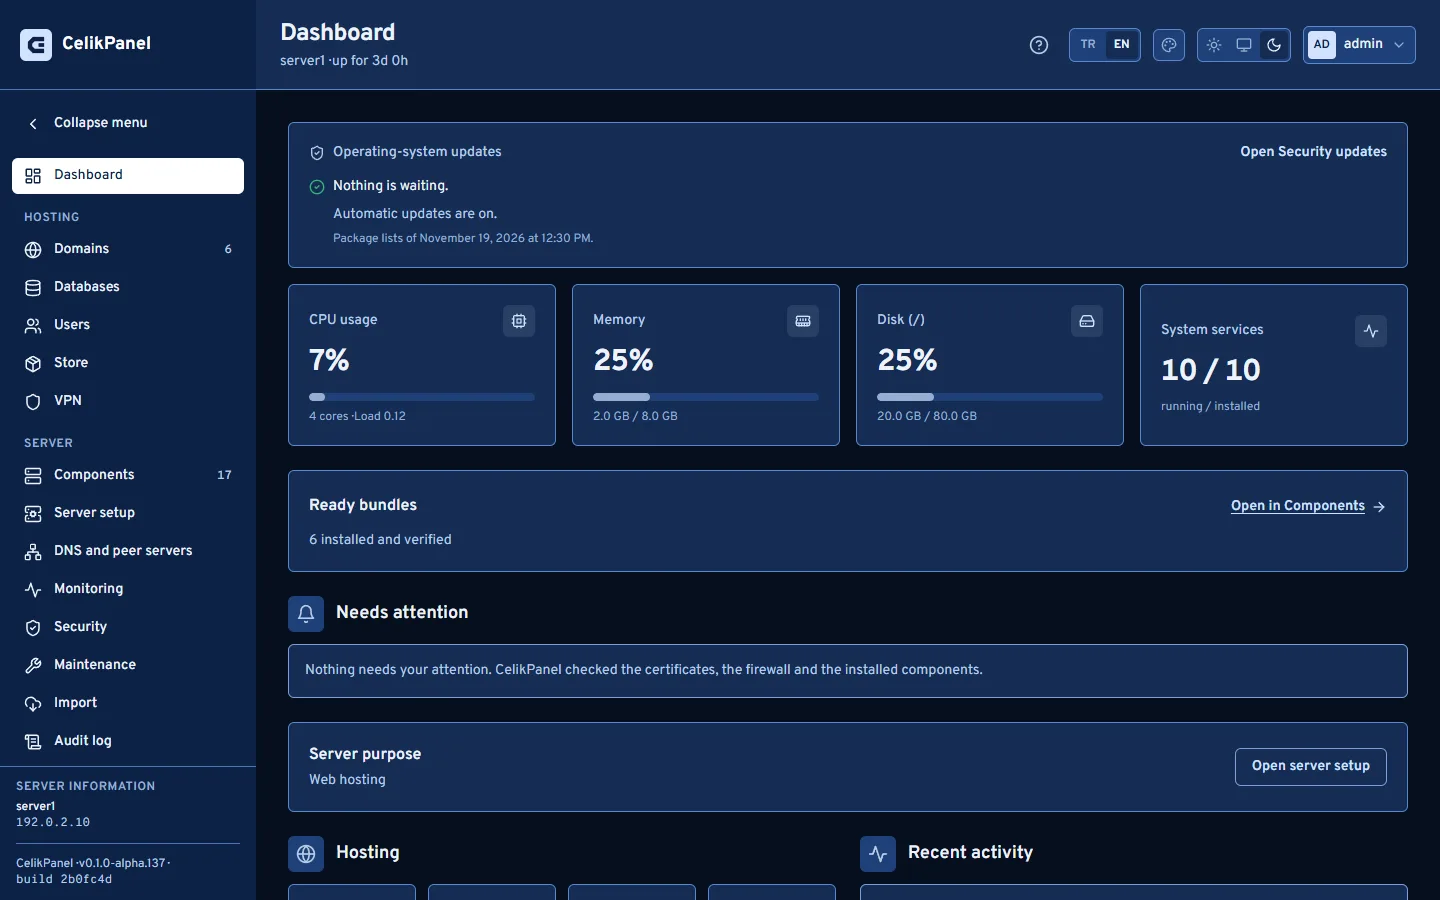 CelikPanel
Dashboard
server1 · up for 3d 0h
TR
EN
AD
admin
Collapse menu
Dashboard
HOSTING
Domains 6
Databases
Users
Store
VPN
SERVER
Components 17
Server setup
DNS and peer servers
Monitoring
Security
Maintenance
Import
Audit log
SERVER INFORMATION
server1
192.0.2.10
CelikPanel · v0.1.0-alpha.137 ·
build 2b0fc4d
Operating-system updates
Open Security updates
Nothing is waiting.
Automatic updates are on.
Package lists of November 19, 2026 at 12:30 PM.
CPU usage
7%
4 cores · Load 0.12
Memory
25%
2.0 GB / 8.0 GB
Disk (/)
25%
20.0 GB / 80.0 GB
System services
10 / 10
running / installed
Ready bundles
Open in Components
6 installed and verified
Needs attention
Nothing needs your attention. CelikPanel checked the certificates, the firewall and the installed components.
Server purpose
Web hosting
Open server setup
Hosting
Recent activity